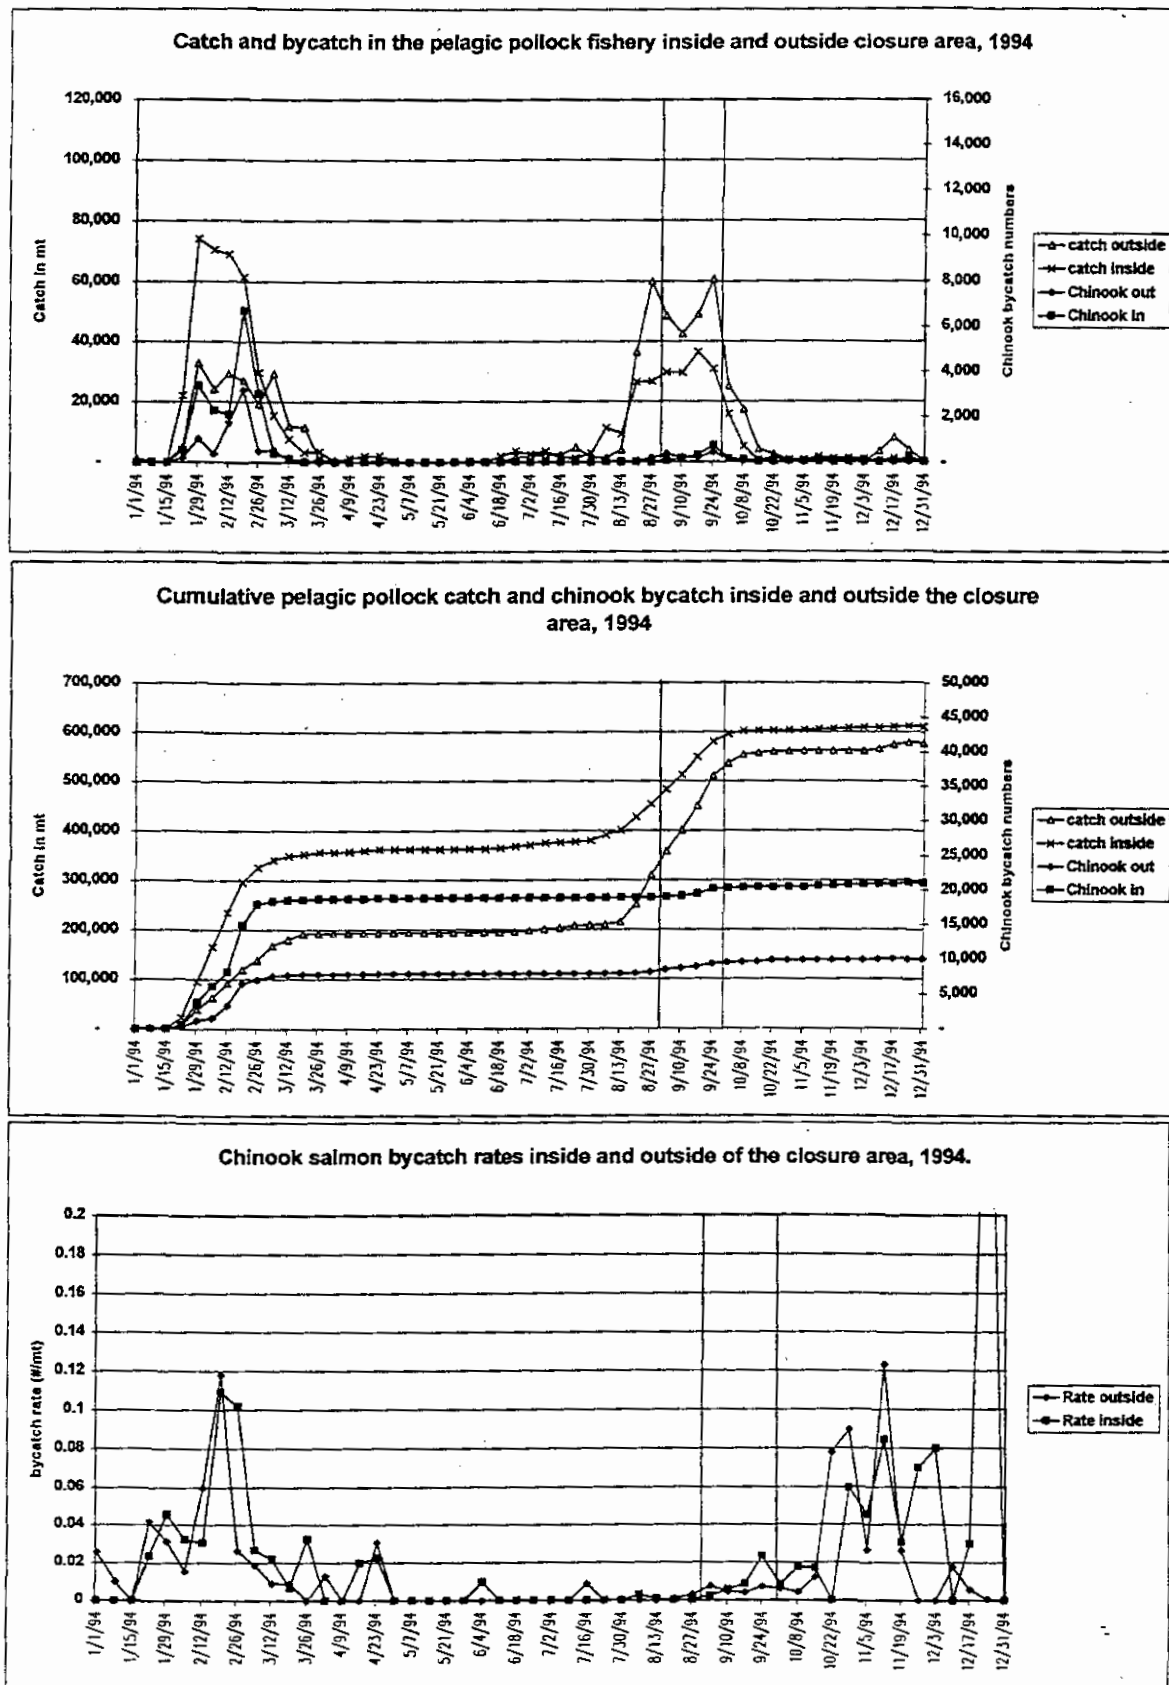 Catch and bycatch in the pelagic pollock fishery inside and outside closure area, 1994
120,000
100,000
80,000
60,000
40,000
20,000
-
Catch in mt
16,000
14,000
12,000
10,000
8,000
6,000
4,000
2,000
-
Chinook bycatch numbers
catch outside
catch inside
Chinook out
Chinook in
1/1/94 1/15/94 1/29/94 2/12/94 2/26/94 3/12/94 3/26/94 4/9/94 4/23/94 5/7/94 5/21/94 6/4/94 6/18/94 7/2/94 7/16/94 7/30/94 8/13/94 8/27/94 9/10/94 9/24/94 10/8/94 10/22/94 11/5/94 11/19/94 12/3/94 12/17/94 12/31/94
Cumulative pelagic pollock catch and chinook bycatch inside and outside the closure
area, 1994
700,000
600,000
500,000
400,000
300,000
200,000
100,000
-
Catch in mt
50,000
45,000
40,000
35,000
30,000
25,000
20,000
15,000
10,000
5,000
-
Chinook bycatch numbers
catch outside
catch inside
Chinook out
Chinook in
1/1/94 1/15/94 1/29/94 2/12/94 2/26/94 3/12/94 3/26/94 4/9/94 4/23/94 5/7/94 5/21/94 6/4/94 6/18/94 7/2/94 7/16/94 7/30/94 8/13/94 8/27/94 9/10/94 9/24/94 10/8/94 10/22/94 11/5/94 11/19/94 12/3/94 12/17/94 12/31/94
Chinook salmon bycatch rates inside and outside of the closure area, 1994.
0.2
0.18
0.16
0.14
0.12
0.1
0.08
0.06
0.04
0.02
0
bycatch rate (#/mt)
Rate outside
Rate inside
1/1/94 1/15/94 1/29/94 2/12/94 2/26/94 3/12/94 3/26/94 4/9/94 4/23/94 5/7/94 5/21/94 6/4/94 6/18/94 7/2/94 7/16/94 7/30/94 8/13/94 8/27/94 9/10/94 9/24/94 10/8/94 10/22/94 11/5/94 11/19/94 12/3/94 12/17/94 12/31/94